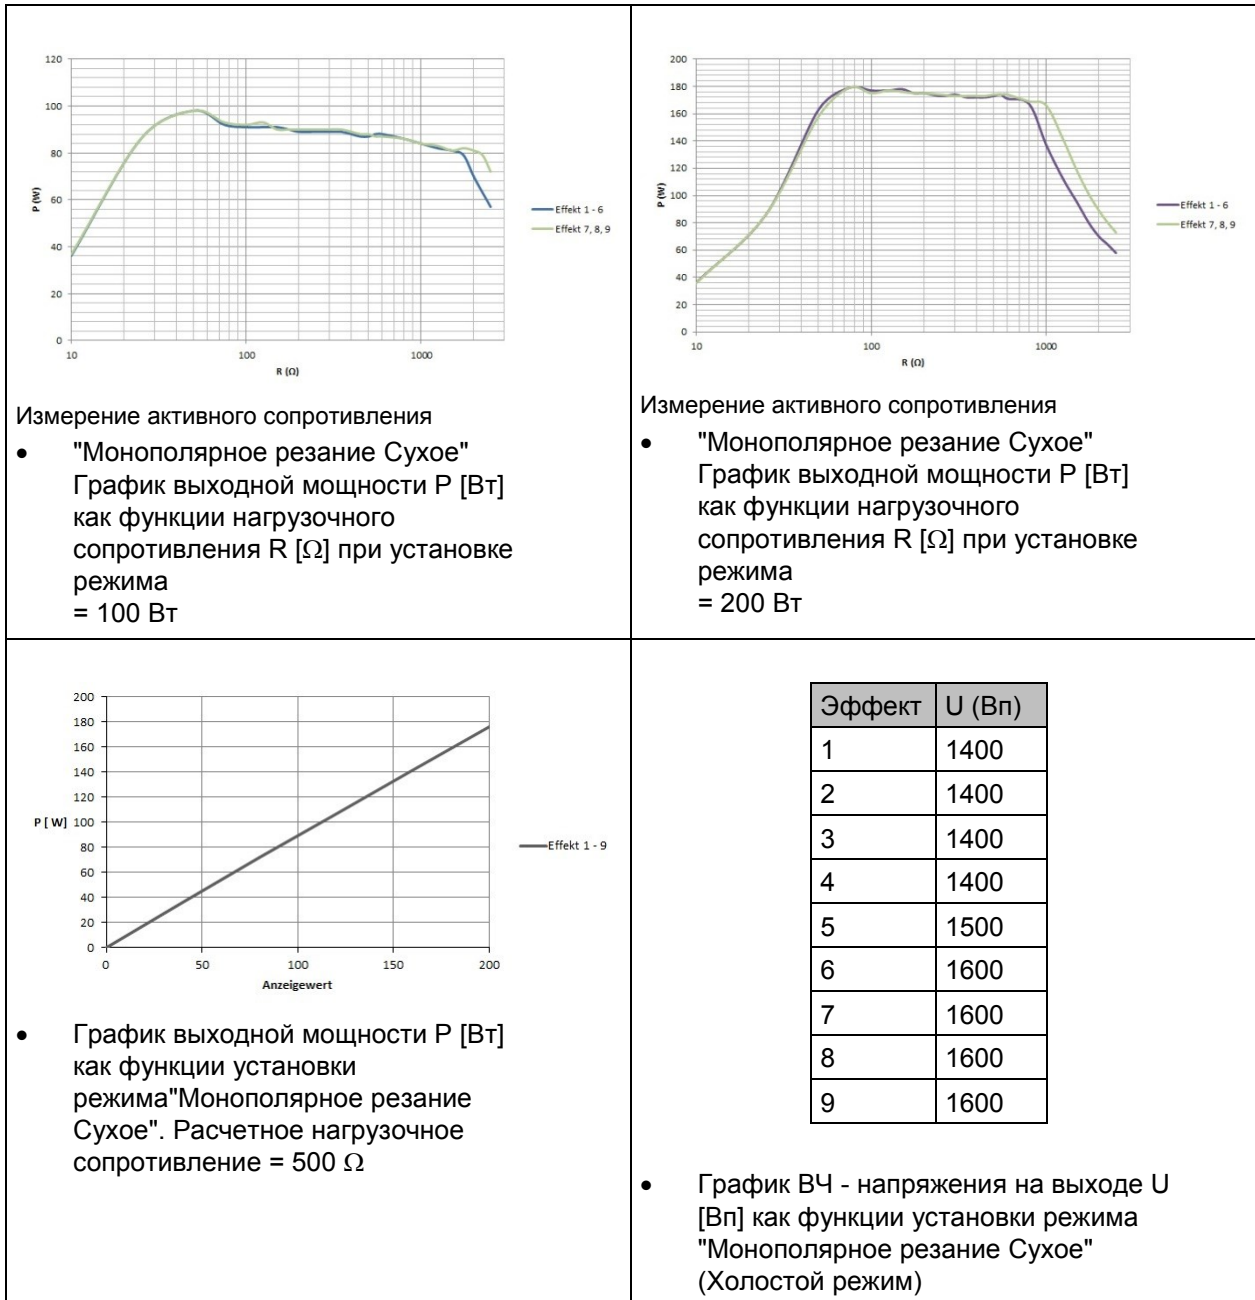 120
100
80
60
40
20
0
P (W)
10
100
1000
R (Ω)
Effekt 1 - 6
Effekt 7, 8, 9
Измерение активного сопротивления
• "Монополярное резание Сухое"
График выходной мощности P [Вт]
как функции нагрузочного
сопротивления R [Ω] при установке
режима
= 100 Вт
200
180
160
140
120
100
80
60
40
20
0
P (W)
10
100
1000
R (Ω)
Effekt 1 - 6
Effekt 7, 8, 9
Измерение активного сопротивления
• "Монополярное резание Сухое"
График выходной мощности P [Вт]
как функции нагрузочного
сопротивления R [Ω] при установке
режима
= 200 Вт
200
180
160
140
120
P [ W] 100
80
60
40
20
0
0 50 100 150 200
Anzeigewert
Effekt 1 - 9
• График выходной мощности P [Вт]
как функции установки
режима"Монополярное резание
Сухое". Расчетное нагрузочное
сопротивление = 500 Ω
Эффект U (Вп)
1 1400
2 1400
3 1400
4 1400
5 1500
6 1600
7 1600
8 1600
9 1600
• График ВЧ - напряжения на выходе U
[Вп] как функции установки режима
"Монополярное резание Сухое"
(Холостой режим)